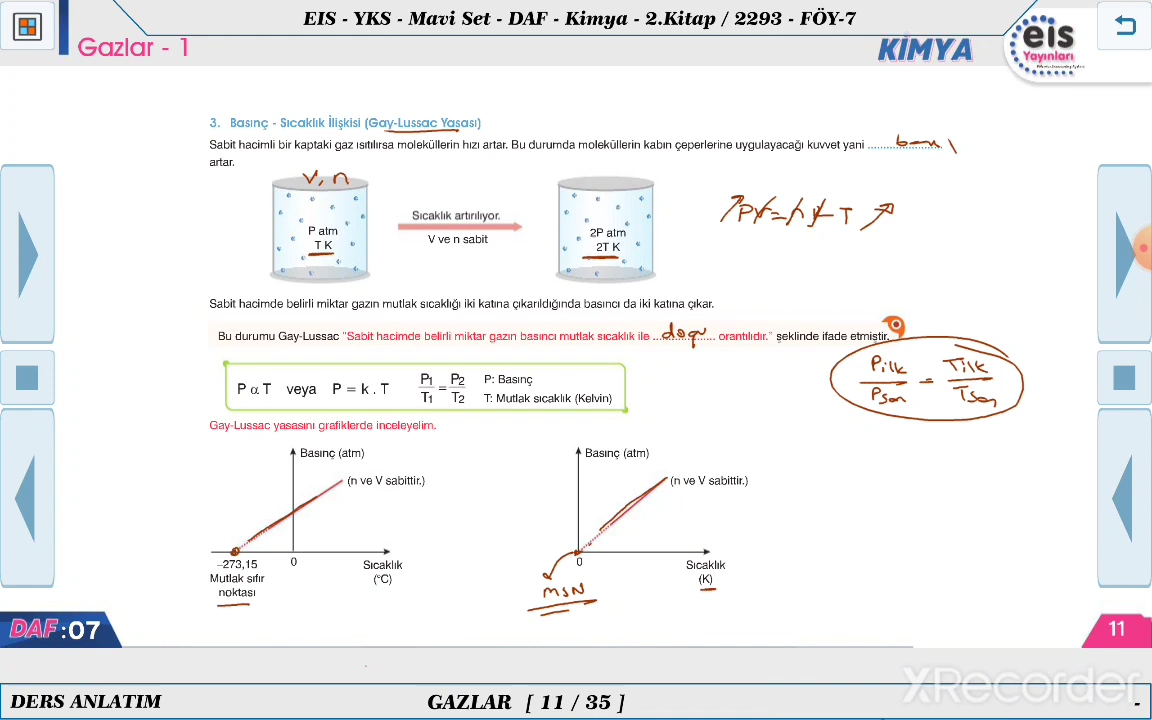 EIS - YKS - Mavi Set - DAF - Kimya - 2.Kitap / 2293 - FÖY-7
Gazlar - 1
KİMYA
eis
Yayınları
3. Basınç - Sıcaklık İlişkisi (Gay-Lussac Yasası)
Sabit hacimli bir kaptaki gaz ısıtılırsa moleküllerin hızı artar. Bu durumda moleküllerin kabın çeperlerine uygulayacağı kuvvet yani ........................
artar.
V, n
P atm
T K
Sıcaklık artırılıyor.
V ve n sabit
2P atm
2T K
PV = n R T
Sabit hacimde belirli miktar gazın mutlak sıcaklığı iki katına çıkarıldığında basıncı da iki katına çıkar.
Bu durumu Gay-Lussac "Sabit hacimde belirli miktar gazın basıncı mutlak sıcaklık ile ...doğru... orantılıdır." şeklinde ifade etmiştir.
P α T veya P = k . T P1/T1 = P2/T2 P: Basınç
T: Mutlak sıcaklık (Kelvin)
Pilk/Pson = Tilk/Tson
Gay-Lussac yasasını grafiklerde inceleyelim.
Basınç (atm)
(n ve V sabittir.)
-273,15
Mutlak sıfır
noktası
0
Sıcaklık
(°C)
Basınç (atm)
(n ve V sabittir.)
0
MSN
Sıcaklık
(K)
DAF:07
11
XRecorder
DERS ANLATIM
GAZLAR [ 11 / 35 ]
-